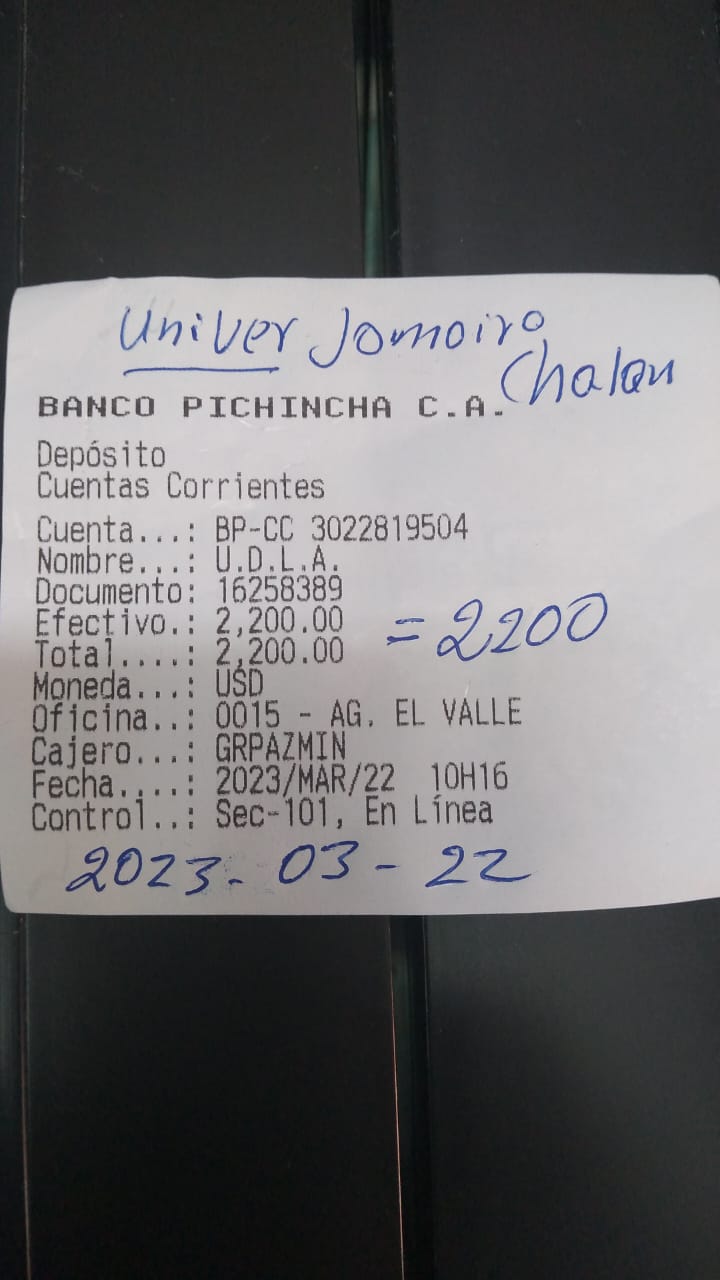 Univer Jomoiro
Chalan
BANCO PICHINCHA C.A.
Depósito
Cuentas Corrientes
Cuenta...: BP-CC 3022819504
Nombre...: U.D.L.A.
Documento: 16258389
Efectivo.: 2,200.00 = 2200
Total....: 2,200.00
Moneda...: USD
Oficina..: 0015 - AG. EL VALLE
Cajero...: GRPAZMIN
Fecha....: 2023/MAR/22 10H16
Control..: Sec-101, En Línea
2023-03-22